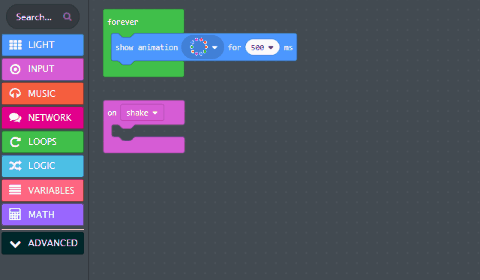 Search...
LIGHT
INPUT
MUSIC
NETWORK
LOOPS
LOGIC
VARIABLES
MATH
ADVANCED
forever
show animation for 500 ms
on shake